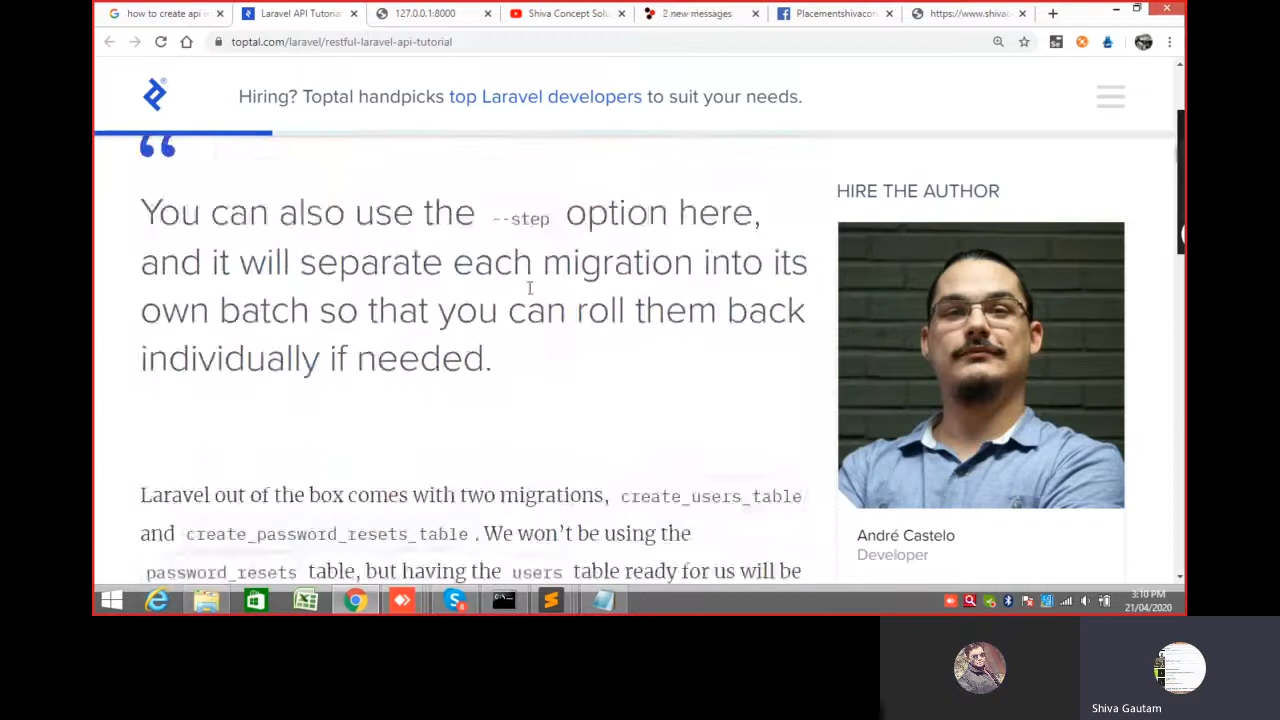 how to create api i
Laravel API Tutoria
127.0.0.1:8000
Shiva Concept Solu
2 new messages
Placementshivacon
https://www.shivac
toptal.com/laravel/restful-laravel-api-tutorial
Hiring? Toptal handpicks top Laravel developers to suit your needs.
“
You can also use the --step option here,
and it will separate each migration into its
own batch so that you can roll them back
individually if needed.
HIRE THE AUTHOR
André Castelo
Developer
Laravel out of the box comes with two migrations, create_users_table
and create_password_resets_table . We won’t be using the
password_resets table, but having the users table ready for us will be
3:10 PM
21/04/2020
Shiva Gautam